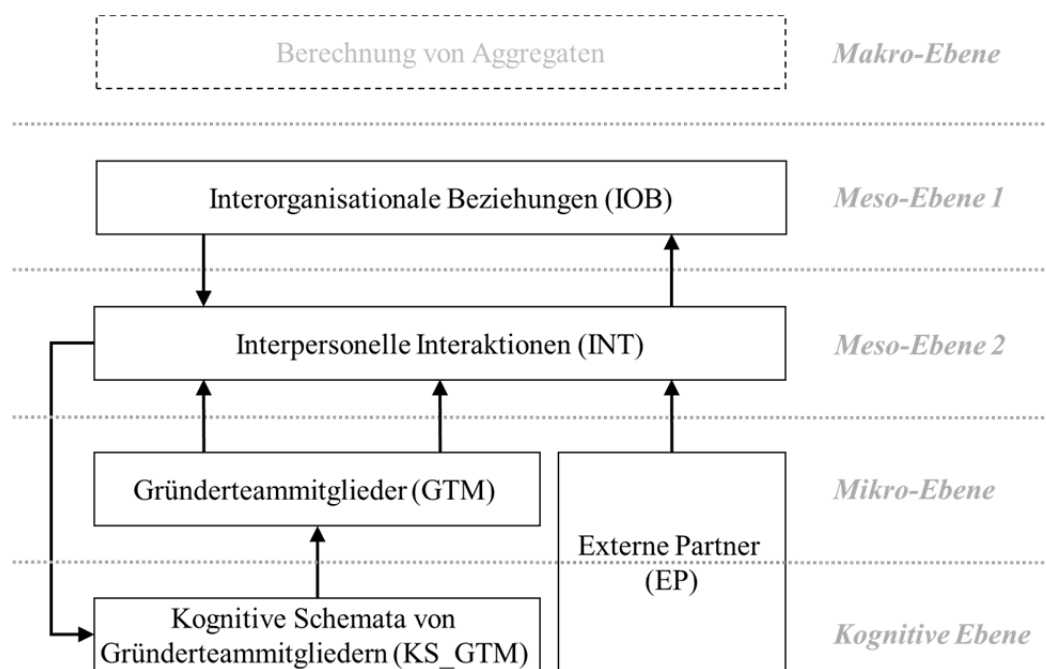 Berechnung von Aggregaten
Makro-Ebene
Interorganisationale Beziehungen (IOB)
Meso-Ebene 1
Interpersonelle Interaktionen (INT)
Meso-Ebene 2
Gründerteammitglieder (GTM)
Mikro-Ebene
Externe Partner
(EP)
Kognitive Schemata von
Gründerteammitgliedern (KS_GTM)
Kognitive Ebene